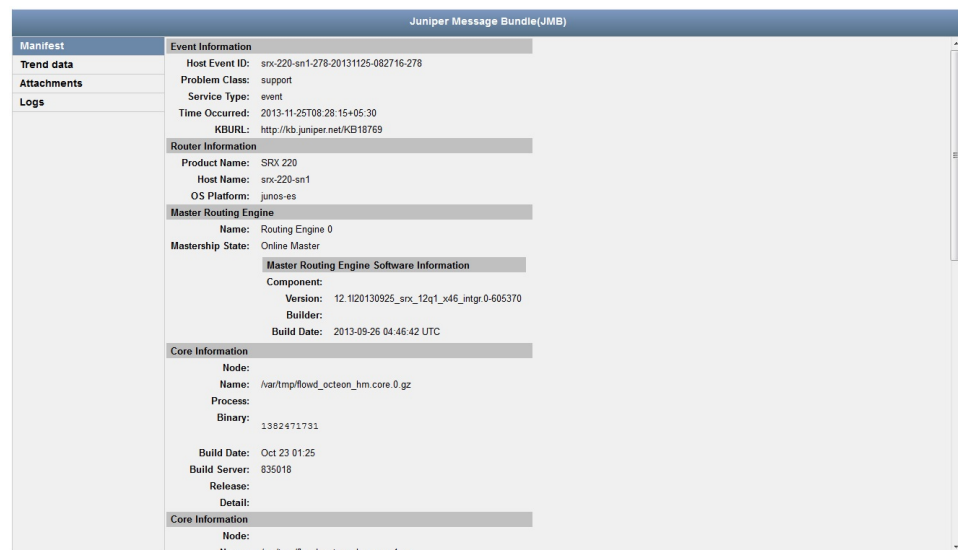 Juniper Message Bundle(JMB)
Manifest
Trend data
Attachments
Logs
Event Information
Host Event ID: srx-220-sn1-278-20131125-082716-278
Problem Class: support
Service Type: event
Time Occurred: 2013-11-25T08:28:15+05:30
KBURL: http://kb.juniper.net/KB18769
Router Information
Product Name: SRX 220
Host Name: srx-220-sn1
OS Platform: junos-es
Master Routing Engine
Name: Routing Engine 0
Mastership State: Online Master
Master Routing Engine Software Information
Component:
Version: 12.1I20130925_srx_12q1_x46_intgr.0-605370
Builder:
Build Date: 2013-09-26 04:46:42 UTC
Core Information
Node:
Name: /var/tmp/flowd_octeon_hm.core.0.gz
Process:
Binary:
1382471731
Build Date: Oct 23 01:25
Build Server: 835018
Release:
Detail:
Core Information
Node: